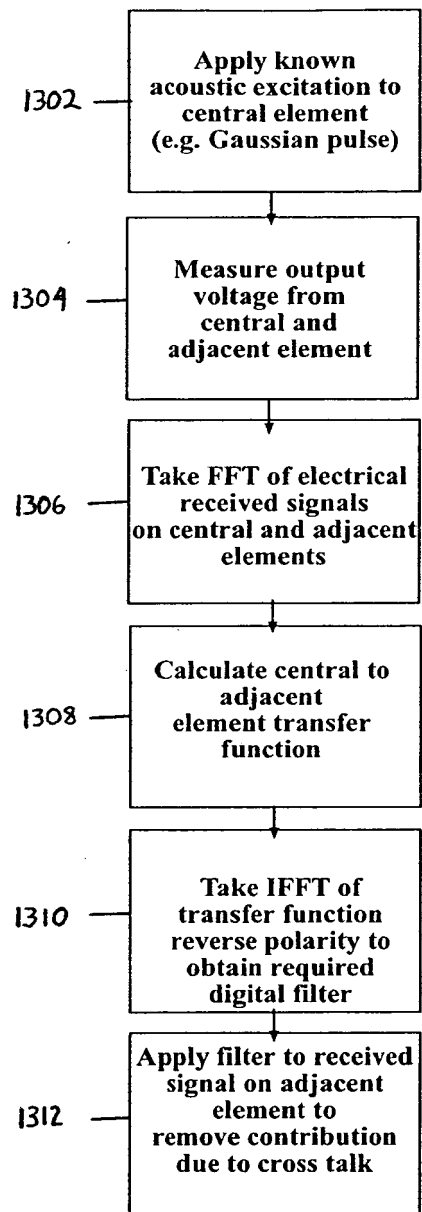 1302
Apply known
acoustic excitation to
central element
(e.g. Gaussian pulse)
1304
Measure output
voltage from
central and
adjacent element
1306
Take FFT of electrical
received signals
on central and adjacent
elements
1308
Calculate central to
adjacent
element transfer
function
1310
Take IFFT of
transfer function
reverse polarity to
obtain required
digital filter
1312
Apply filter to received
signal on adjacent
element to
remove contribution
due to cross talk